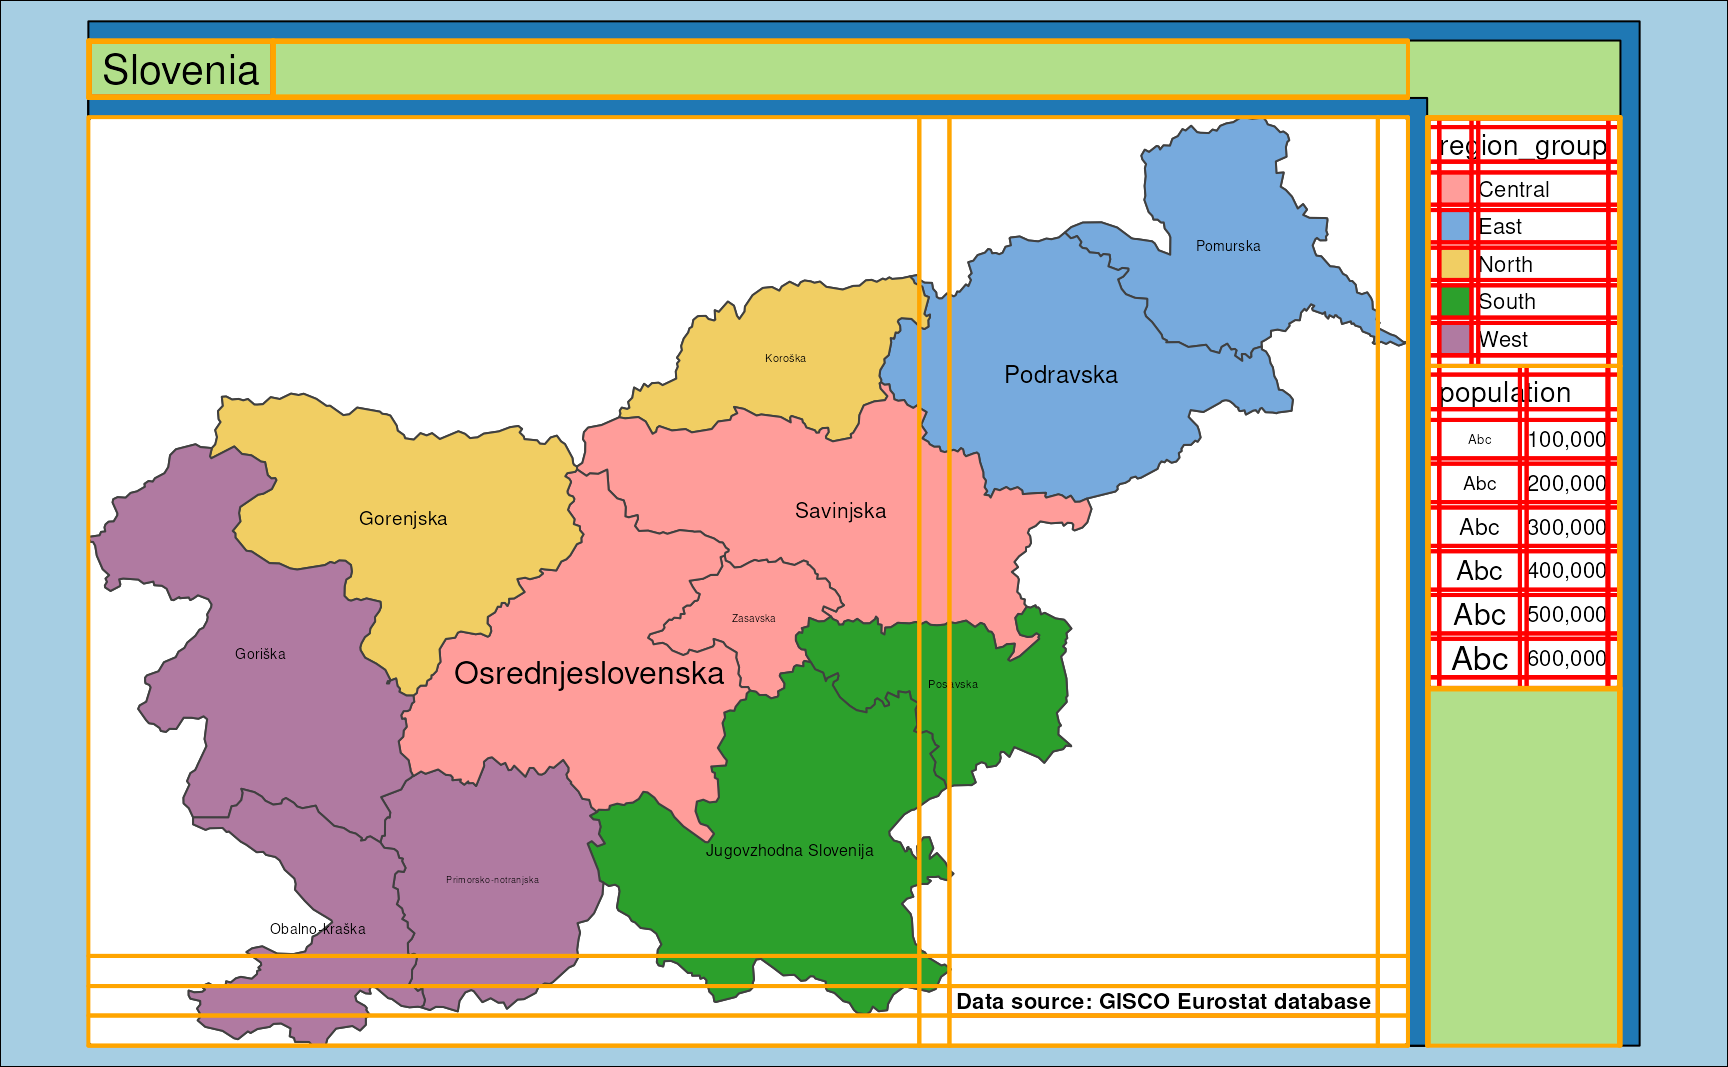 Slovenia
region_group
Central
East
North
South
West
population
Abc 100,000
Abc 200,000
Abc 300,000
Abc 400,000
Abc 500,000
Abc 600,000
Pomurska
Koroška
Podravska
Savinjska
Gorenjska
Zasavska
Goriška
Osrednjeslovenska
Posavska
Jugovzhodna Slovenija
Primorsko-notranjska
Obalno-kraška
Data source: GISCO Eurostat database